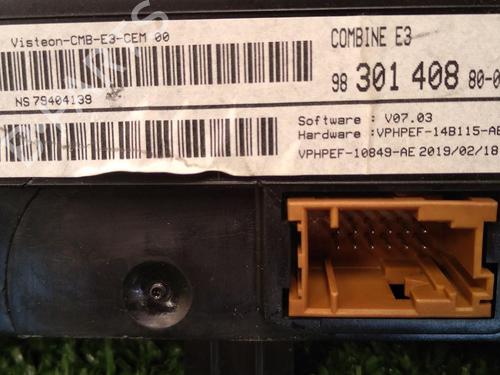 Visteon-CMB-E3-CEM 00
COMBINE E3
98 301 408 80-0
NS 79404139
Software : V07.03
Hardware :VPHPEF-14B115-AE
VPHPEF-10849-AE 2019/02/18